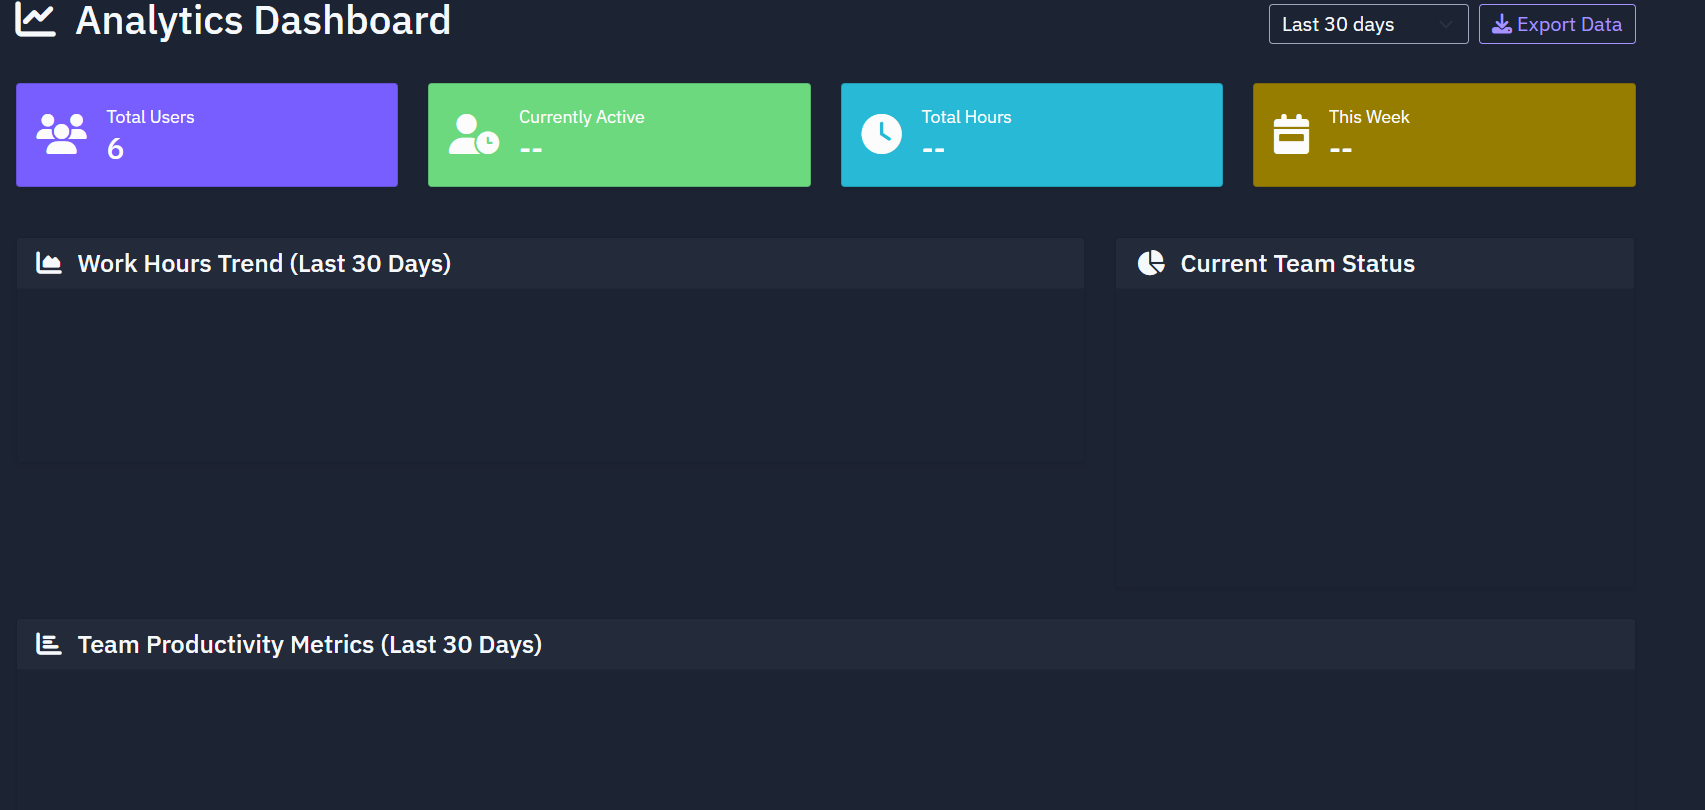 Analytics Dashboard
Last 30 days
Export Data
Total Users
6
Currently Active
--
Total Hours
--
This Week
--
Work Hours Trend (Last 30 Days)
Current Team Status
Team Productivity Metrics (Last 30 Days)